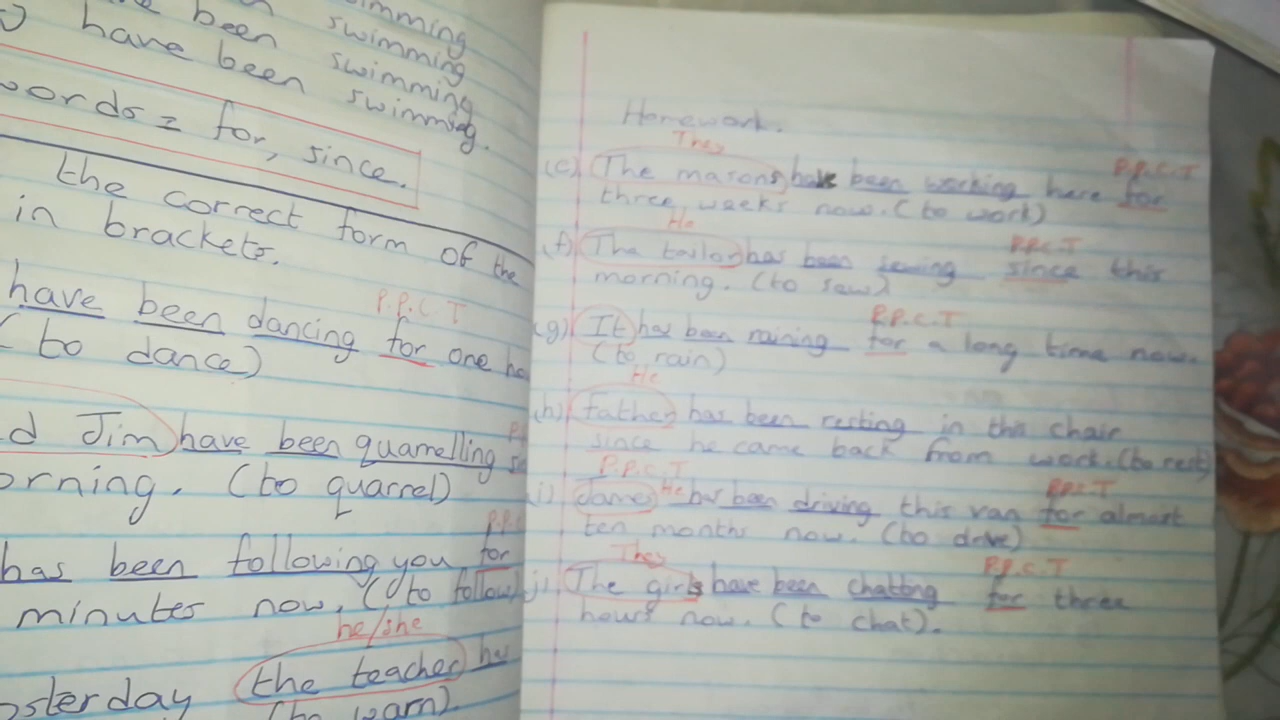 been swimming
have been swimming
swimming.
words = for, since.
the correct form of the
in brackets.
P.P.C.T
have been dancing for one
(to dance)
d Jim have been quarrelling
orning. (to quarrel)
has been following you for
minutes now. (to follow)
he/she
sterday the teacher
warn).
Homework.
They
P.P.C.T
(e) The masons have been working here for
three weeks now. (to work)
He
P.P.C.T
(f) The tailor has been sewing since this
morning. (to sew)
P.P.C.T
(g) It has been raining for a long time now.
(to rain)
He
(h) father has been resting in this chair
since he came back from work. (to rest)
P.P.C.T
He
P.P.C.T
(i) James has been driving this van for almost
ten months now. (to drive)
They
P.P.C.T
j) The girls have been chatting for three
hours now. (to chat).